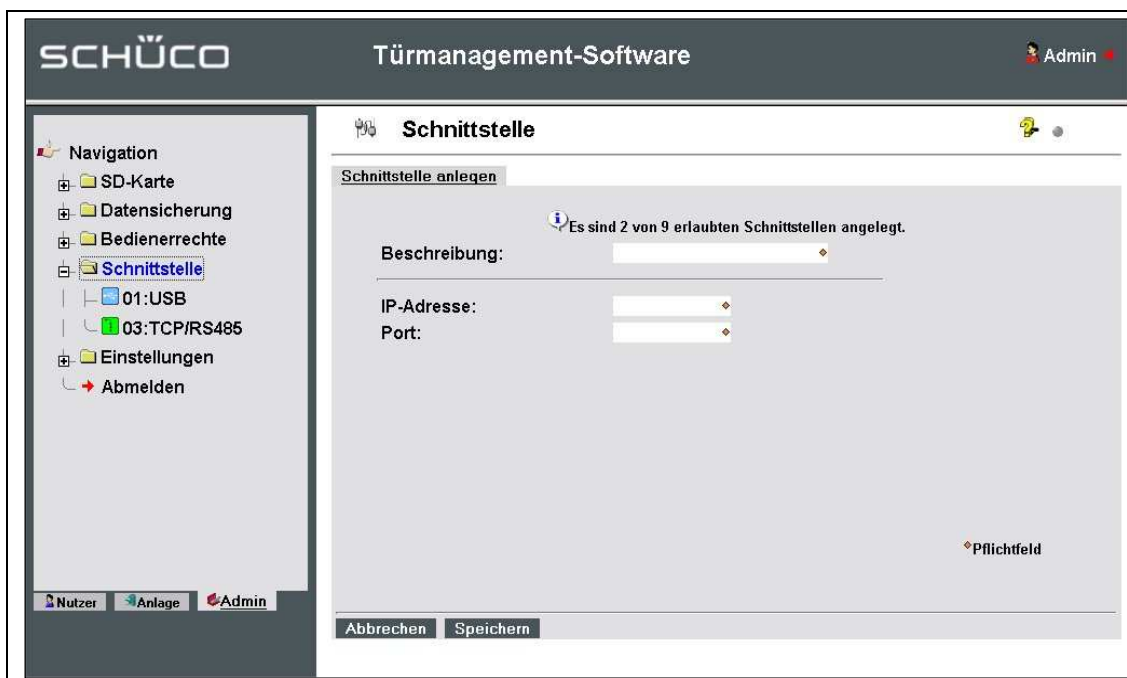 SCHÜCO
Türmanagement-Software
Admin
Navigation
SD-Karte
Datensicherung
Bedienerrechte
Schnittstelle
01:USB
03:TCP/RS485
Einstellungen
Abmelden
Nutzer
Anlage
Admin
Schnittstelle
Schnittstelle anlegen
Es sind 2 von 9 erlaubten Schnittstellen angelegt.
Beschreibung:
IP-Adresse:
Port:
Pflichtfeld
Abbrechen
Speichern